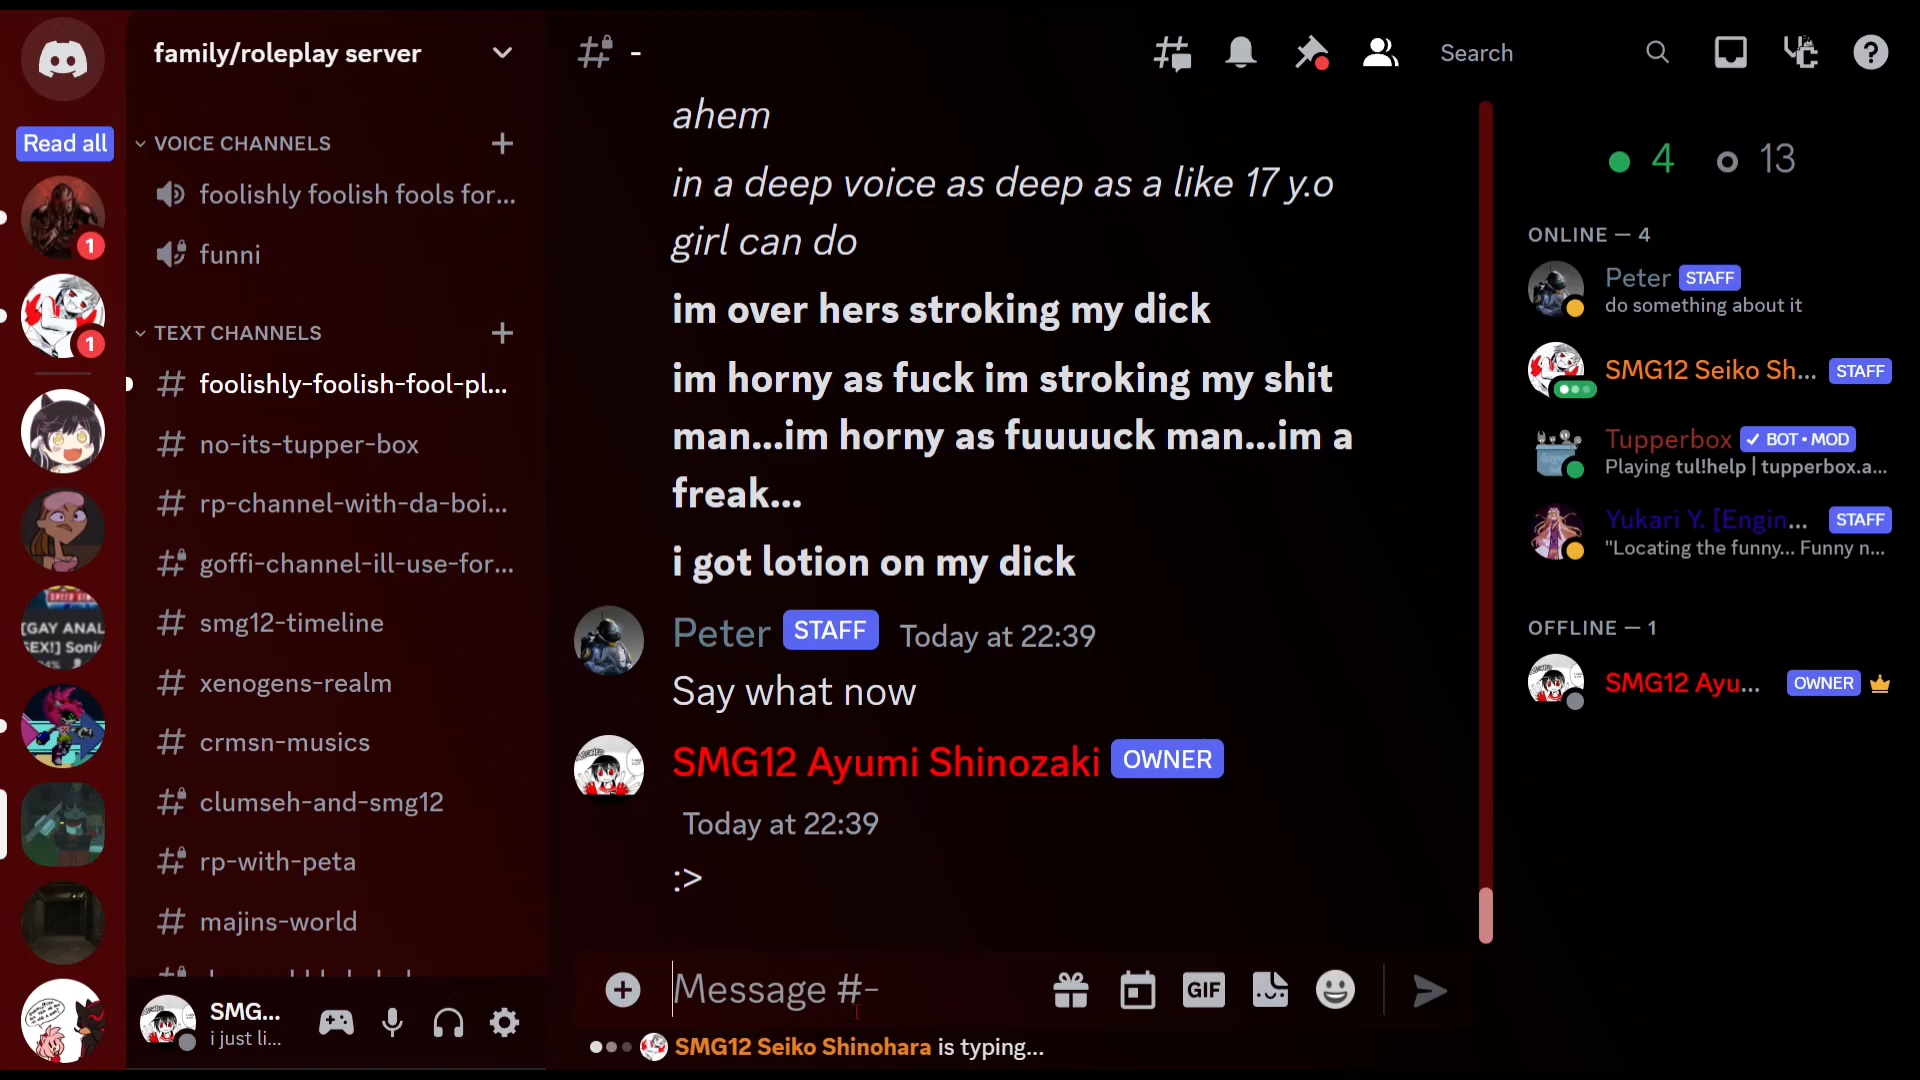 family/roleplay server
-
Search
Read all
VOICE CHANNELS
foolishly foolish fools for...
funni
TEXT CHANNELS
foolishly-foolish-fool-pl...
no-its-tupper-box
rp-channel-with-da-boi...
goffi-channel-ill-use-for...
smg12-timeline
xenogens-realm
crmsn-musics
clumseh-and-smg12
rp-with-peta
majins-world
1
1
[GAY ANAL
SMG...
i just li...
ahem
in a deep voice as deep as a like 17 y.o
girl can do
im over hers stroking my dick
im horny as fuck im stroking my shit
man...im horny as fuuuuck man...im a
freak...
i got lotion on my dick
Peter STAFF Today at 22:39
Say what now
SMG12 Ayumi Shinozaki OWNER
Today at 22:39
:>
Message #-
GIF
SMG12 Seiko Shinohara is typing...
4 13
ONLINE — 4
Peter STAFF
do something about it
SMG12 Seiko Sh... STAFF
Tupperbox ✓ BOT • MOD
Playing tul!help | tupperbox.a...
Yukari Y. [Engin... STAFF
"Locating the funny... Funny n...
OFFLINE — 1
SMG12 Ayu... OWNER